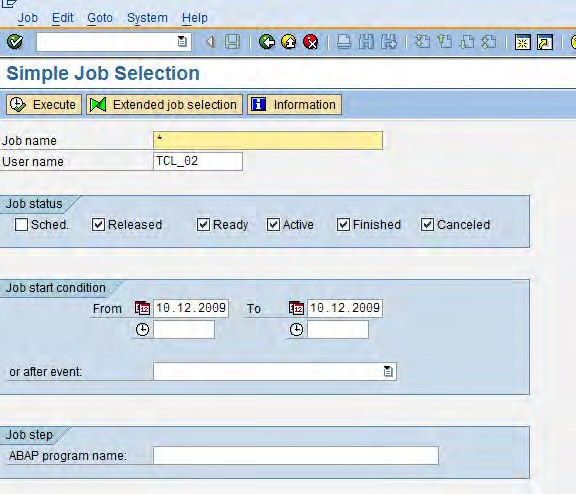 Job Edit Goto System Help
Simple Job Selection
Execute Extended job selection Information
Job name *
User name TCL_02
Job status
Sched. Released Ready Active Finished Canceled
Job start condition
From 10.12.2009 To 10.12.2009
or after event:
Job step
ABAP program name: